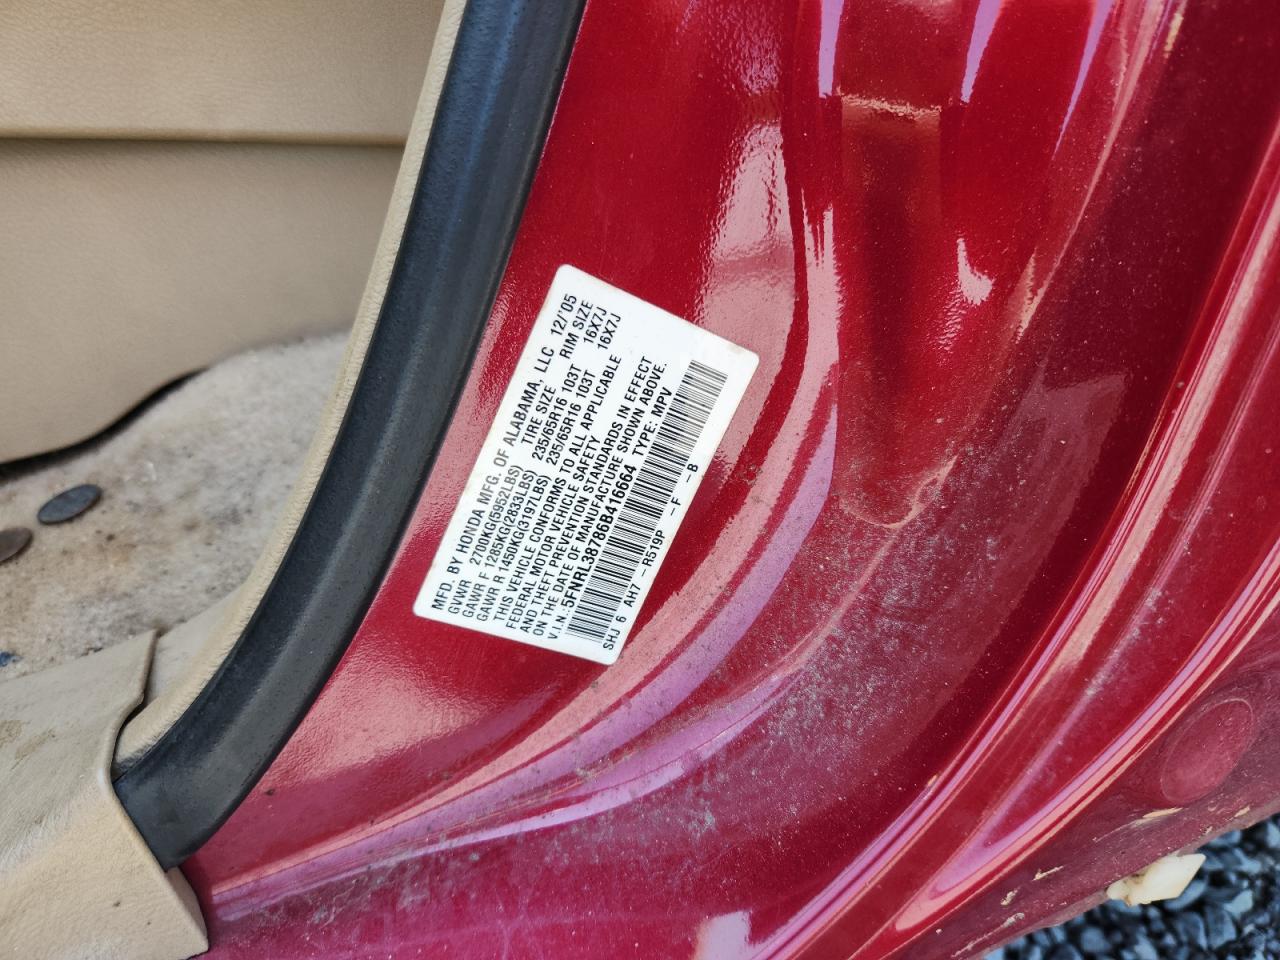 MFD. BY HONDA MFG. OF ALABAMA, LLC 12/'05
GVWR 2700KG(5952LBS) TIRE SIZE RIM SIZE
GAWR F 1285KG(2833LBS) 235/65R16 103T 16X7J
GAWR R 1450KG(3197LBS) 235/65R16 103T 16X7J
THIS VEHICLE CONFORMS TO ALL APPLICABLE
FEDERAL MOTOR VEHICLE SAFETY
AND THEFT PREVENTION STANDARDS IN EFFECT
ON THE DATE OF MANUFACTURE SHOWN ABOVE.
V.I.N.:5FNRL38786B416664 TYPE: MPV
SHJ 6 AH7 -R519P -F -B